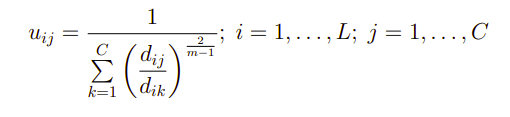 u_{ij} = \frac{1}{\sum_{k=1}^{C} \left( \frac{d_{ij}}{d_{ik}} \right)^{\frac{2}{m-1}}}; i = 1, \ldots, L; j = 1, \ldots, C